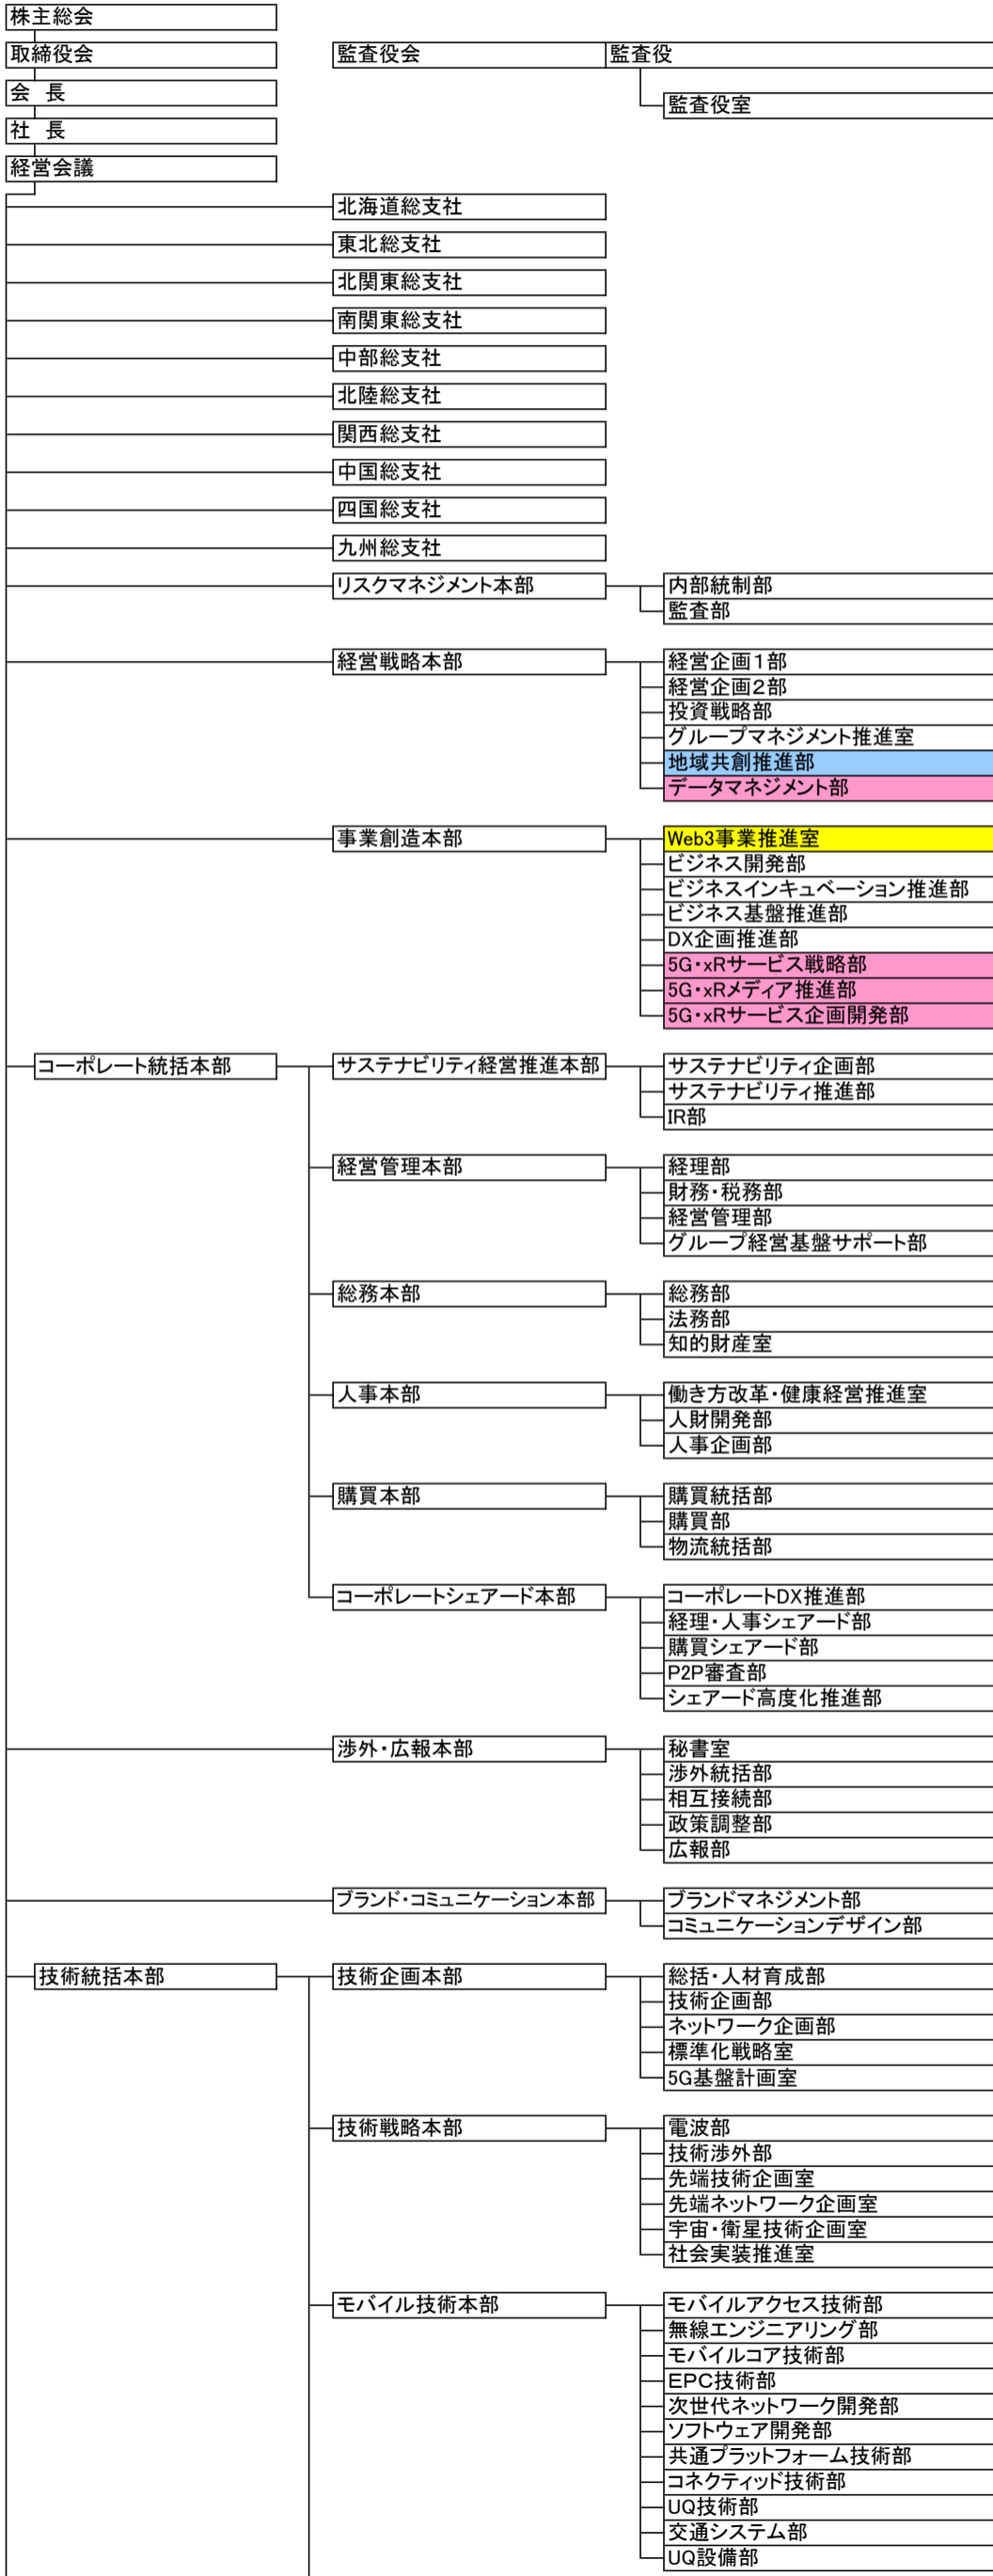 株主総会
取締役会
監査役会
監査役
会 長
監査役室
社 長
経営会議
北海道総支社
東北総支社
北関東総支社
南関東総支社
中部総支社
北陸総支社
関西総支社
中国総支社
四国総支社
九州総支社
リスクマネジメント本部
内部統制部
監査部
経営戦略本部
経営企画1部
経営企画2部
投資戦略部
グループマネジメント推進室
地域共創推進部
データマネジメント部
事業創造本部
Web3事業推進室
ビジネス開発部
ビジネスインキュベーション推進部
ビジネス基盤推進部
DX企画推進部
5G・xRサービス戦略部
5G・xRメディア推進部
5G・xRサービス企画開発部
コーポレート統括本部
サステナビリティ経営推進本部
サステナビリティ企画部
サステナビリティ推進部
IR部
経営管理本部
経理部
財務・税務部
経営管理部
グループ経営基盤サポート部
総務本部
総務部
法務部
知的財産室
人事本部
働き方改革・健康経営推進室
人財開発部
人事企画部
購買本部
購買統括部
購買部
物流統括部
コーポレートシェアード本部
コーポレートDX推進部
経理・人事シェアード部
購買シェアード部
P2P審査部
シェアード高度化推進部
渉外・広報本部
秘書室
渉外統括部
相互接続部
政策調整部
広報部
ブランド・コミュニケーション本部
ブランドマネジメント部
コミュニケーションデザイン部
技術統括本部
技術企画本部
総括・人材育成部
技術企画部
ネットワーク企画部
標準化戦略室
5G基盤計画室
技術戦略本部
電波部
技術渉外部
先端技術企画室
先端ネットワーク企画室
宇宙・衛星技術企画室
社会実装推進室
モバイル技術本部
モバイルアクセス技術部
無線エンジニアリング部
モバイルコア技術部
EPC技術部
次世代ネットワーク開発部
ソフトウェア開発部
共通プラットフォーム技術部
コネクティッド技術部
UQ技術部
交通システム部
UQ設備部